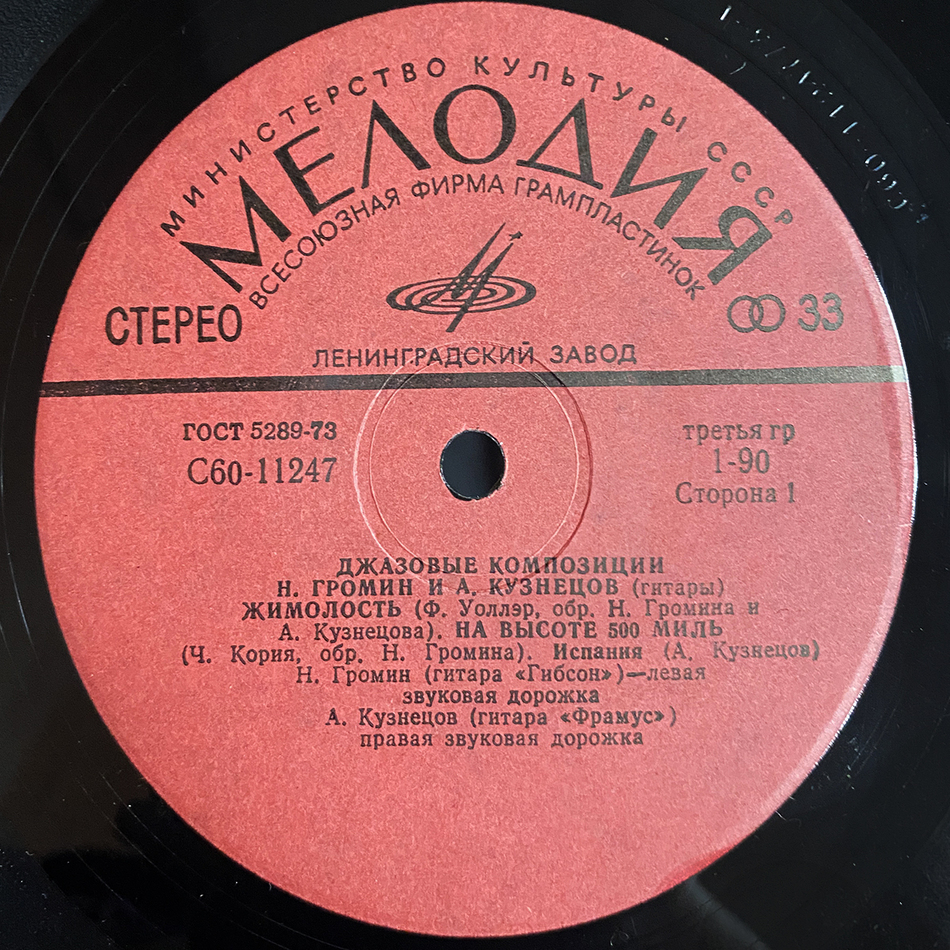 МИНИСТЕРСТВО КУЛЬТУРЫ СССР
МЕЛОДИЯ
ВСЕСОЮЗНАЯ ФИРМА ГРАМПЛАСТИНОК
СТЕРЕО
33
ЛЕНИНГРАДСКИЙ ЗАВОД
ГОСТ 5289-73
С60-11247
третья гр
1-90
Сторона 1
ДЖАЗОВЫЕ КОМПОЗИЦИИ
Н. ГРОМИН И А. КУЗНЕЦОВ (гитары)
ЖИМОЛОСТЬ (Ф. Уоллэр, обр. Н. Громина и
А. Кузнецова). НА ВЫСОТЕ 500 МИЛЬ
(Ч. Кория, обр. Н. Громина). Испания (А. Кузнецов)
Н. Громин (гитара «Гибсон»)—левая
звуковая дорожка
А. Кузнецов (гитара «Фрамус»)
правая звуковая дорожка